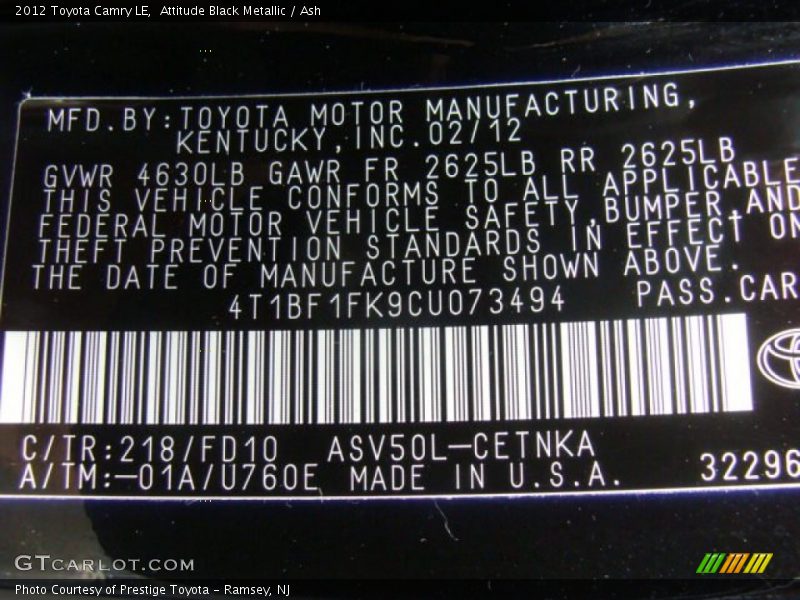 2012 Toyota Camry LE,  Attitude Black Metallic / Ash
MFD.BY:TOYOTA MOTOR MANUFACTURING,
KENTUCKY,INC.02/12
GVWR 4630LB GAWR FR 2625LB RR 2625LB
THIS VEHICLE CONFORMS TO ALL APPLICABLE
FEDERAL MOTOR VEHICLE SAFETY,BUMPER,AND
THEFT PREVENTION STANDARDS IN EFFECT ON
THE DATE OF MANUFACTURE SHOWN ABOVE.
4T1BF1FK9CU073494 PASS.CAR
C/TR:218/FD10 ASV50L-CETNKA
A/TM:-01A/U760E MADE IN U.S.A. 32296
GTCARLOT.COM
Photo Courtesy of Prestige Toyota - Ramsey, NJ